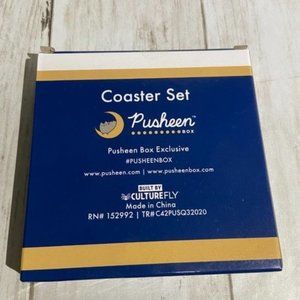 Coaster Set
Pusheen™
BOX
Pusheen Box Exclusive
#PUSHEENBOX
www.pusheen.com | www.pusheenbox.com
BUILT BY
CULTUREFLY
Made in China
RN# 152992 | TR#C42PUSQ32020